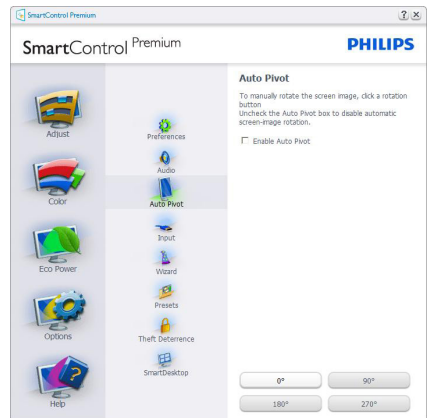 SmartControl Premium
? ×
SmartControl Premium
PHILIPS
Adjust
Color
Eco Power
Options
Help
Preferences
Audio
Auto Pivot
Input
Wizard
Presets
Theft Deterrence
SmartDesktop
Auto Pivot
To manually rotate the screen image, click a rotation
button
Uncheck the Auto Pivot box to disable automatic
screen-image rotation.
Enable Auto Pivot
0° 90°
180° 270°